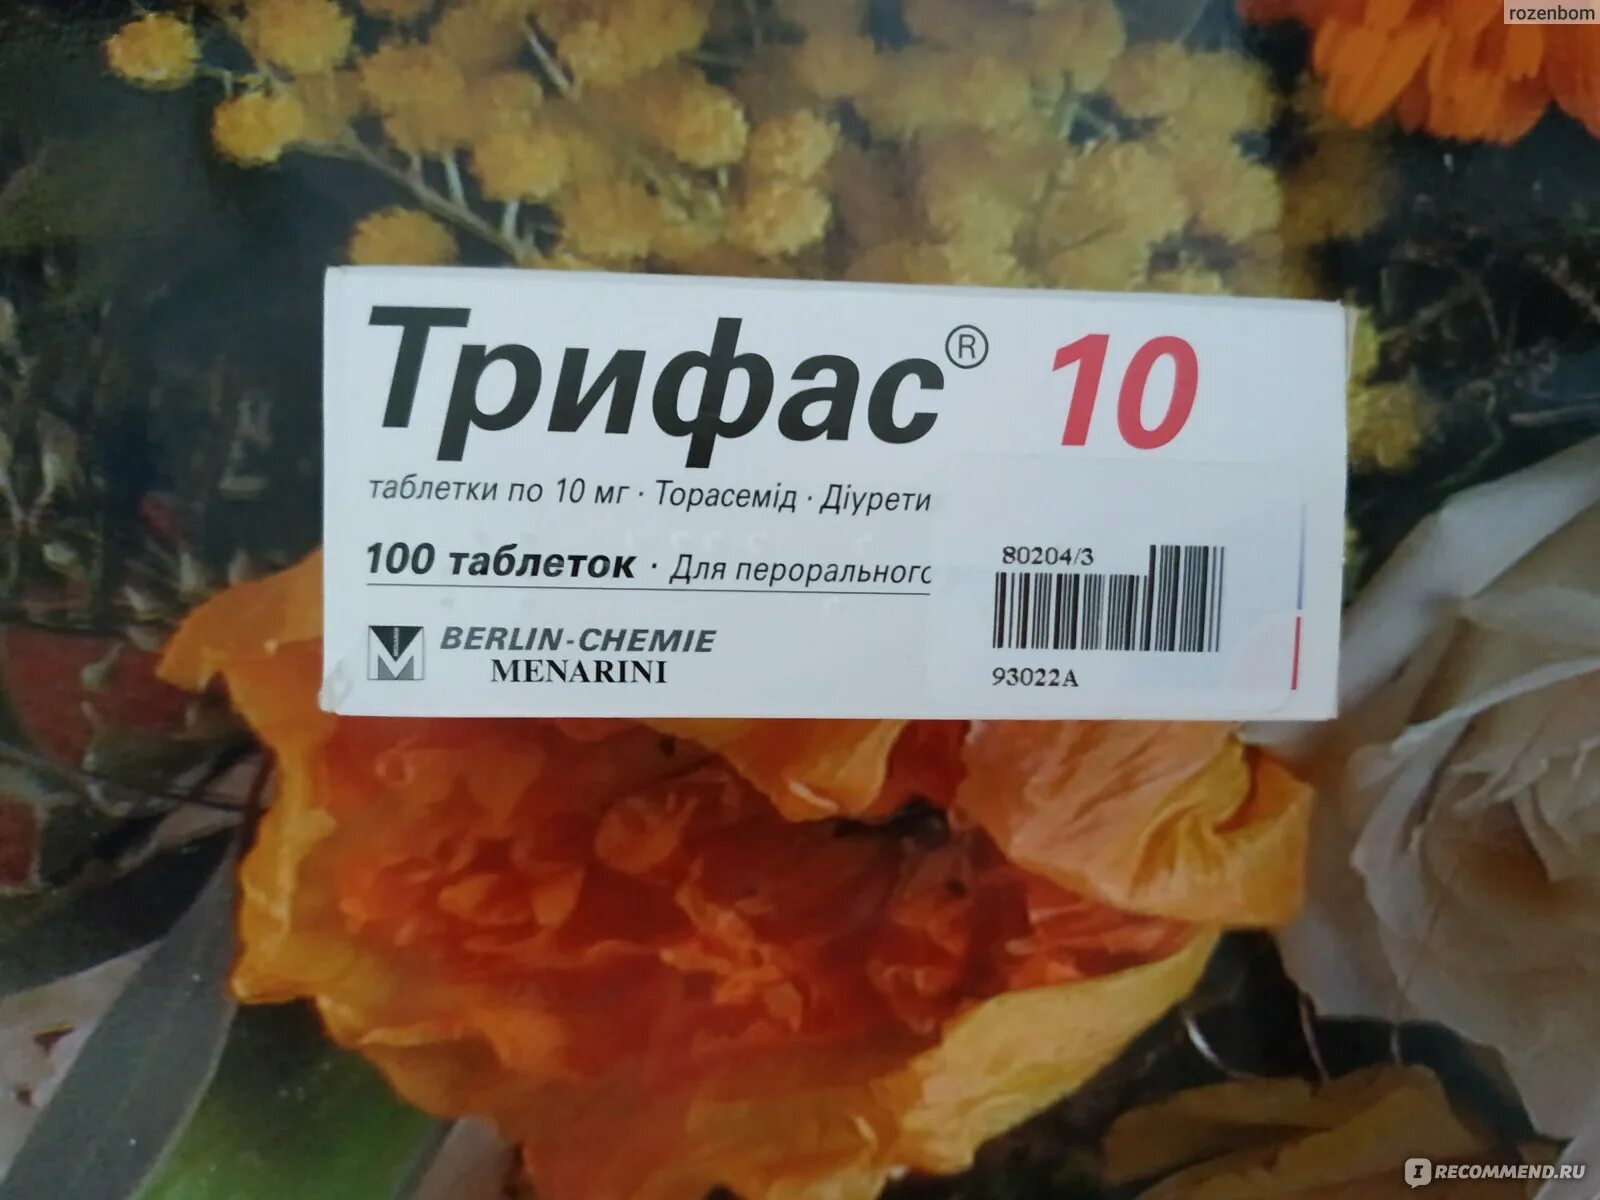 rozenbom
Трифас® 10
таблетки по 10 мг · Торасемід · Діурети
100 таблеток · Для перорального
80204/3
BERLIN-CHEMIE
MENARINI
93022A
IRECOMMEND.RU